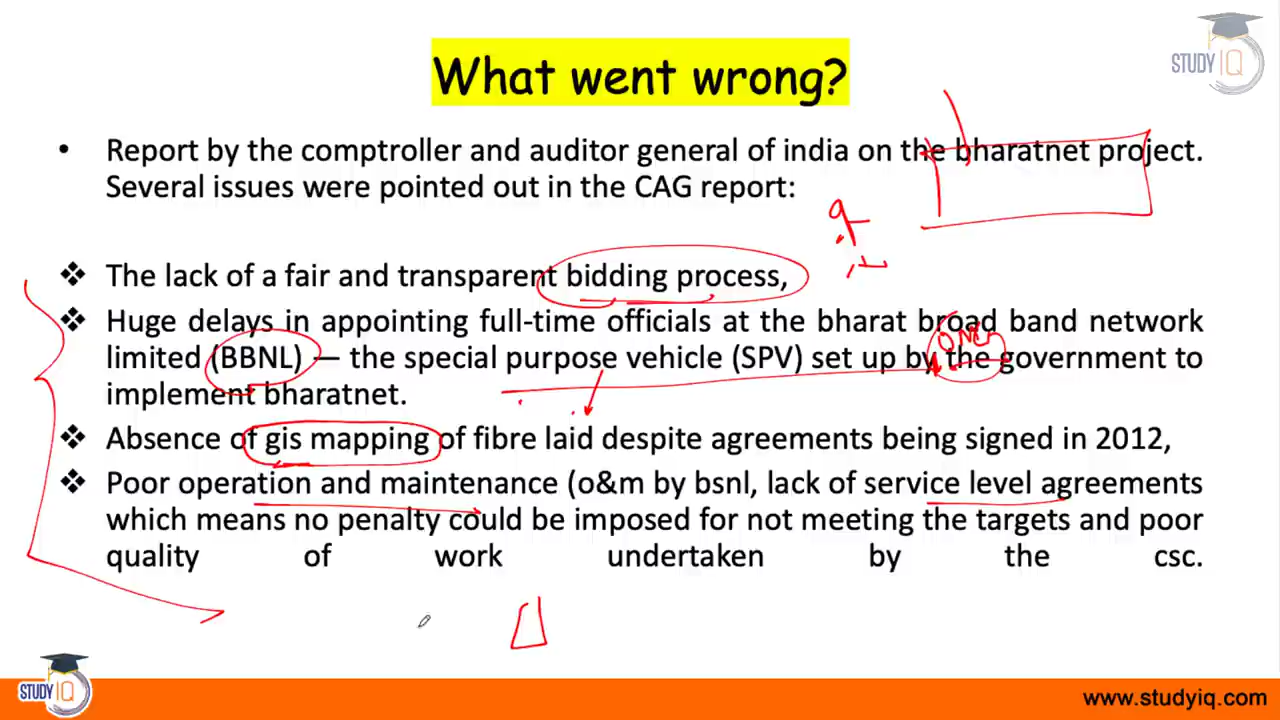 STUDY IQ
What went wrong?
• Report by the comptroller and auditor general of india on the bharatnet project.
Several issues were pointed out in the CAG report:
❖ The lack of a fair and transparent bidding process,
❖ Huge delays in appointing full-time officials at the bharat broad band network
limited (BBNL) — the special purpose vehicle (SPV) set up by the government to
implement bharatnet.
❖ Absence of gis mapping of fibre laid despite agreements being signed in 2012,
❖ Poor operation and maintenance (o&m by bsnl, lack of service level agreements
which means no penalty could be imposed for not meeting the targets and poor
quality of work undertaken by the csc.
STUDY IQ
www.studyiq.com